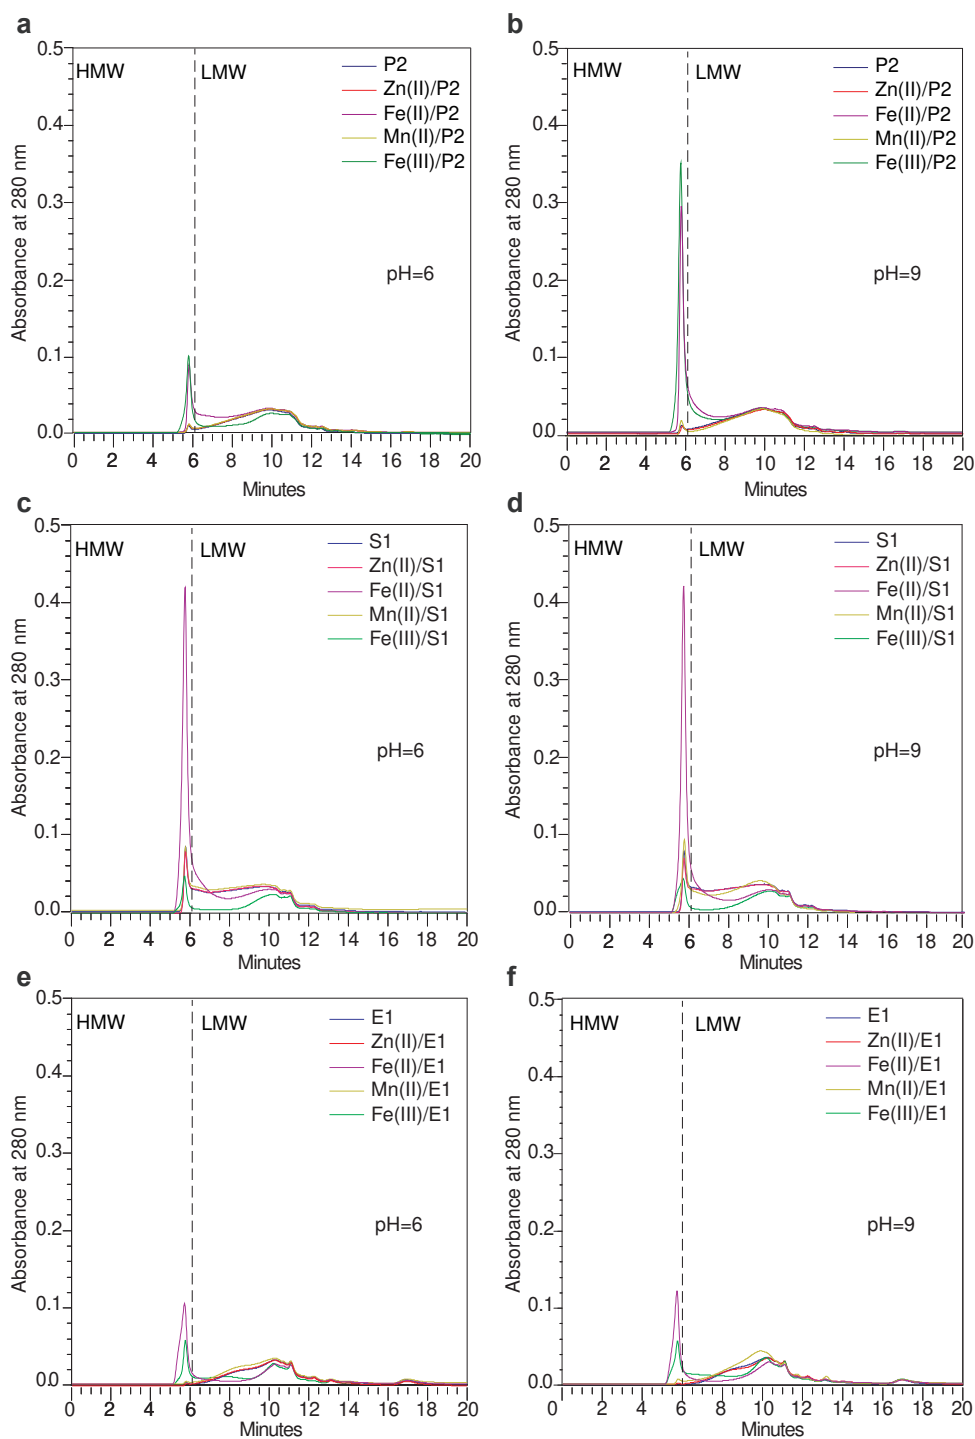 a
Absorbance at 280 nm
0.5
0.4
0.3
0.2
0.1
0.0
HMW
LMW
P2
Zn(II)/P2
Fe(II)/P2
Mn(II)/P2
Fe(III)/P2
pH=6
0 2 4 6 8 10 12 14 16 18 20
Minutes
b
Absorbance at 280 nm
0.5
0.4
0.3
0.2
0.1
0.0
HMW
LMW
P2
Zn(II)/P2
Fe(II)/P2
Mn(II)/P2
Fe(III)/P2
pH=9
0 2 4 6 8 10 12 14 16 18 20
Minutes
c
Absorbance at 280 nm
0.5
0.4
0.3
0.2
0.1
0.0
HMW
LMW
S1
Zn(II)/S1
Fe(II)/S1
Mn(II)/S1
Fe(III)/S1
pH=6
0 2 4 6 8 10 12 14 16 18 20
Minutes
d
Absorbance at 280 nm
0.5
0.4
0.3
0.2
0.1
0.0
HMW
LMW
S1
Zn(II)/S1
Fe(II)/S1
Mn(II)/S1
Fe(III)/S1
pH=9
0 2 4 6 8 10 12 14 16 18 20
Minutes
e
Absorbance at 280 nm
0.5
0.4
0.3
0.2
0.1
0.0
HMW
LMW
E1
Zn(II)/E1
Fe(II)/E1
Mn(II)/E1
Fe(III)/E1
pH=6
0 2 4 6 8 10 12 14 16 18 20
Minutes
f
Absorbance at 280 nm
0.5
0.4
0.3
0.2
0.1
0.0
HMW
LMW
E1
Zn(II)/E1
Fe(II)/E1
Mn(II)/E1
Fe(III)/E1
pH=9
0 2 4 6 8 10 12 14 16 18 20
Minutes